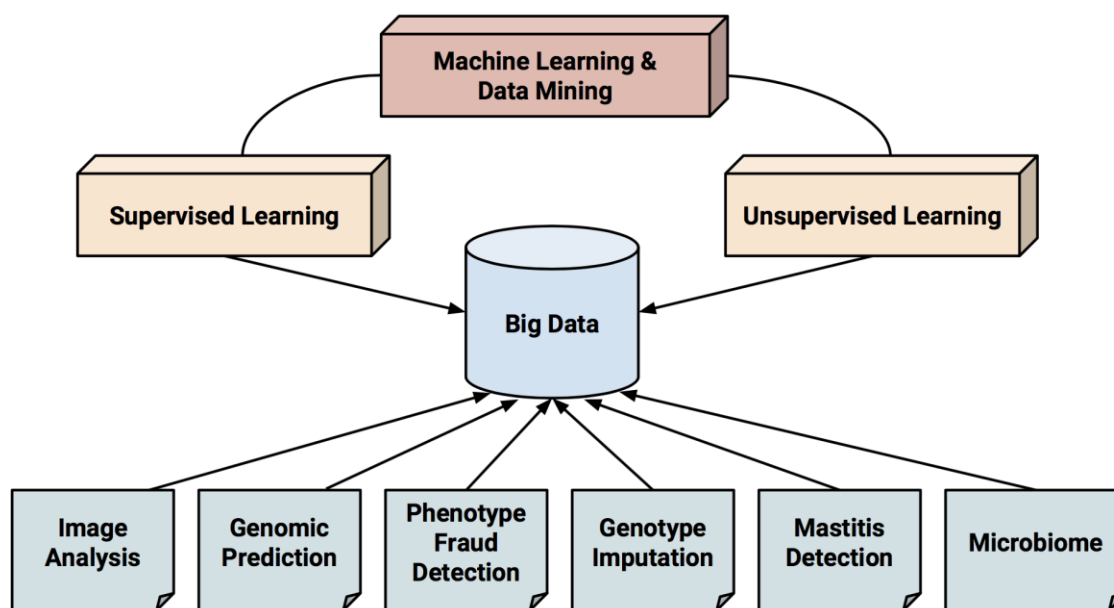 Machine Learning &
Data Mining
Supervised Learning
Unsupervised Learning
Big Data
Image
Analysis
Genomic
Prediction
Phenotype
Fraud
Detection
Genotype
Imputation
Mastitis
Detection
Microbiome